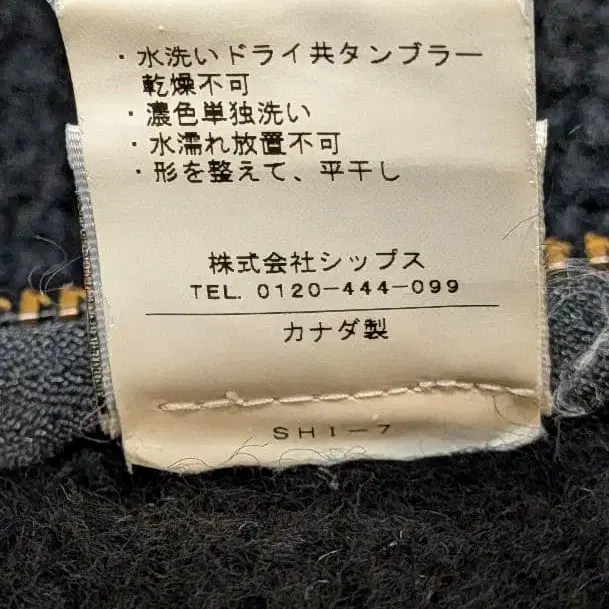 ・水洗いドライ共タンブラー
乾燥不可
・濃色単独洗い
・水濡れ放置不可
・形を整えて、平干し
株式会社シップス
TEL. 0120-444-099
カナダ製
SHI-7